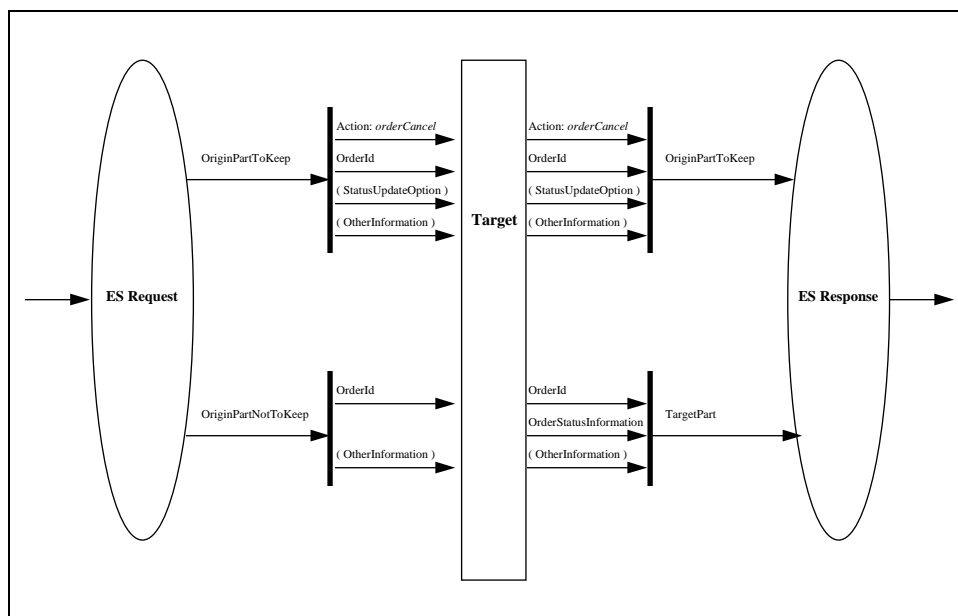 Action: orderCancel
Action: orderCancel
OriginPartToKeep
OrderId
OrderId
OriginPartToKeep
( StatusUpdateOption )
( StatusUpdateOption )
( OtherInformation )
Target
( OtherInformation )
ES Request
ES Response
OrderId
OrderId
OriginPartNotToKeep
OrderStatusInformation
TargetPart
( OtherInformation )
( OtherInformation )